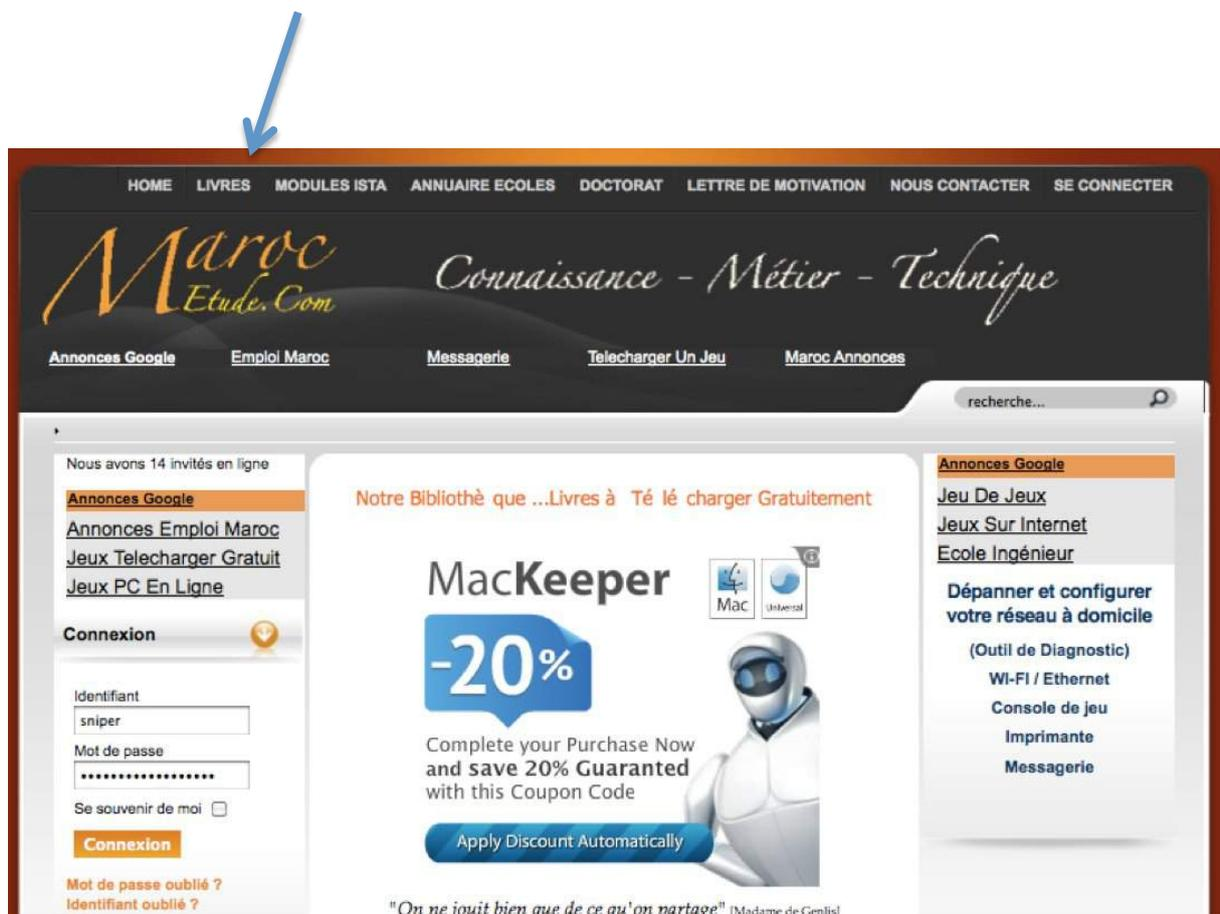 HOME LIVRES MODULES ISTA ANNUAIRE ECOLES DOCTORAT LETTRE DE MOTIVATION NOUS CONTACTER SE CONNECTER
Maroc
Etude.Com
Connaissance - Métier - Technique
Annonces Google Emploi Maroc Messagerie Telecharger Un Jeu Maroc Annonces
recherche...
Nous avons 14 invités en ligne
Annonces Google
Annonces Emploi Maroc
Jeux Telecharger Gratuit
Jeux PC En Ligne
Connexion
Identifiant
sniper
Mot de passe
••••••••••••••••••
Se souvenir de moi
Connexion
Mot de passe oublié ?
Identifiant oublié ?
Notre Bibliothè que ...Livres à Té lé charger Gratuitement
MacKeeper
Mac
Universal
-20%
Complete your Purchase Now
and save 20% Guaranteed
with this Coupon Code
Apply Discount Automatically
"On ne jouit bien que de ce qu'on partage" [Madame de Genlis]
Annonces Google
Jeu De Jeux
Jeux Sur Internet
Ecole Ingénieur
Dépanner et configurer
votre réseau à domicile
(Outil de Diagnostic)
WI-FI / Ethernet
Console de jeu
Imprimante
Messagerie